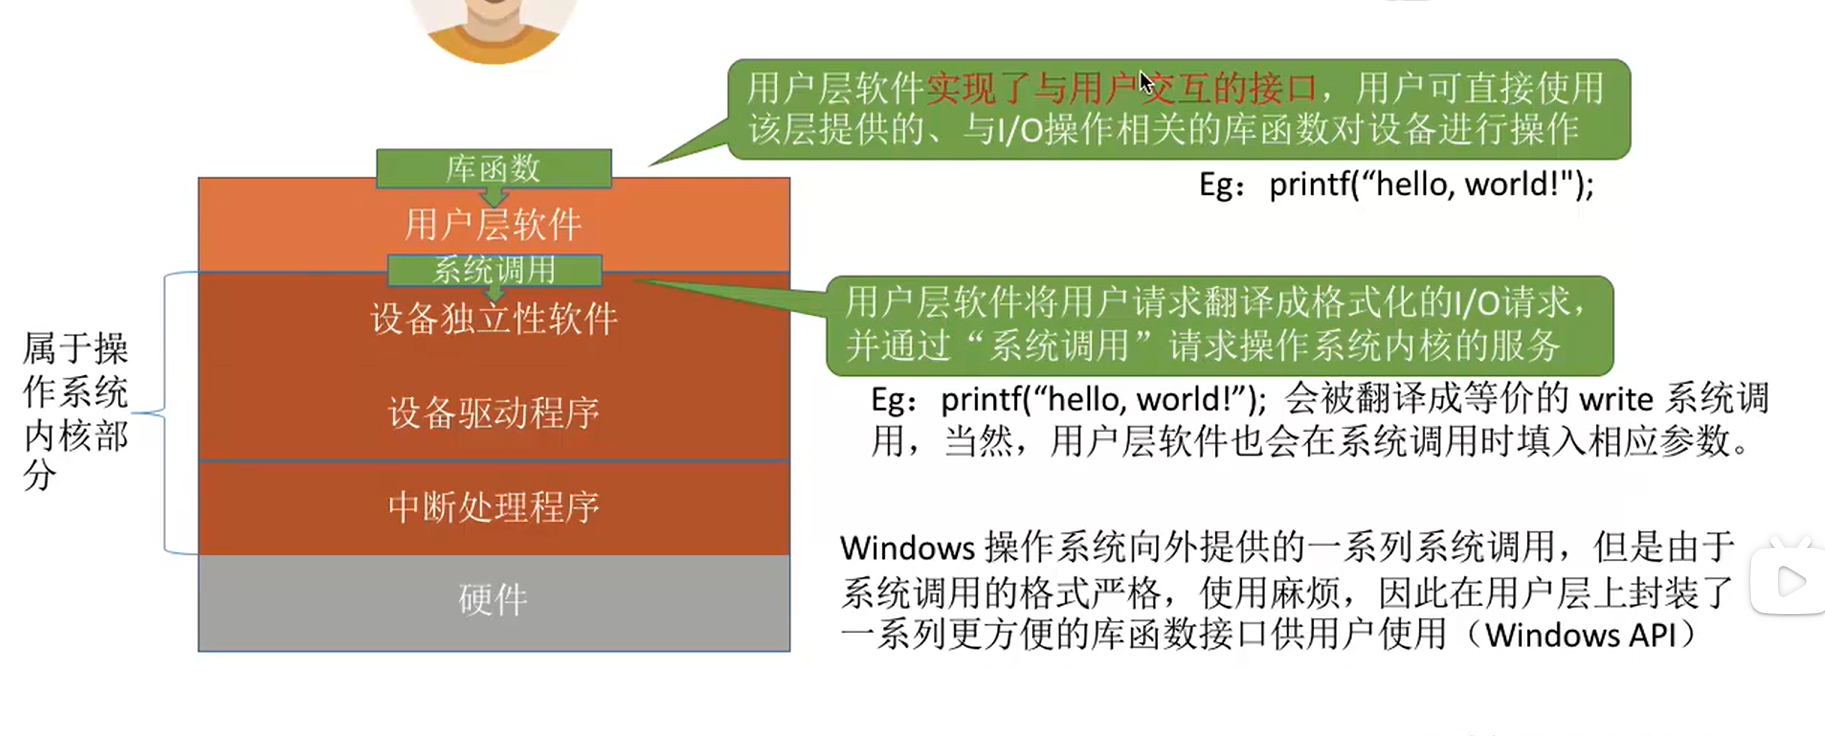 用户层软件实现了与用户交互的接口，用户可直接使用
该层提供的、与I/O操作相关的库函数对设备进行操作
Eg：printf(“hello, world!");
库函数
用户层软件
系统调用
设备独立性软件
设备驱动程序
中断处理程序
硬件
属于操
作系统
内核部
分
用户层软件将用户请求翻译成格式化的I/O请求，
并通过“系统调用”请求操作系统内核的服务
Eg：printf(“hello, world!”); 会被翻译成等价的 write 系统调
用，当然，用户层软件也会在系统调用时填入相应参数。
Windows 操作系统向外提供的一系列系统调用，但是由于
系统调用的格式严格，使用麻烦，因此在用户层上封装了
一系列更方便的库函数接口供用户使用（Windows API）